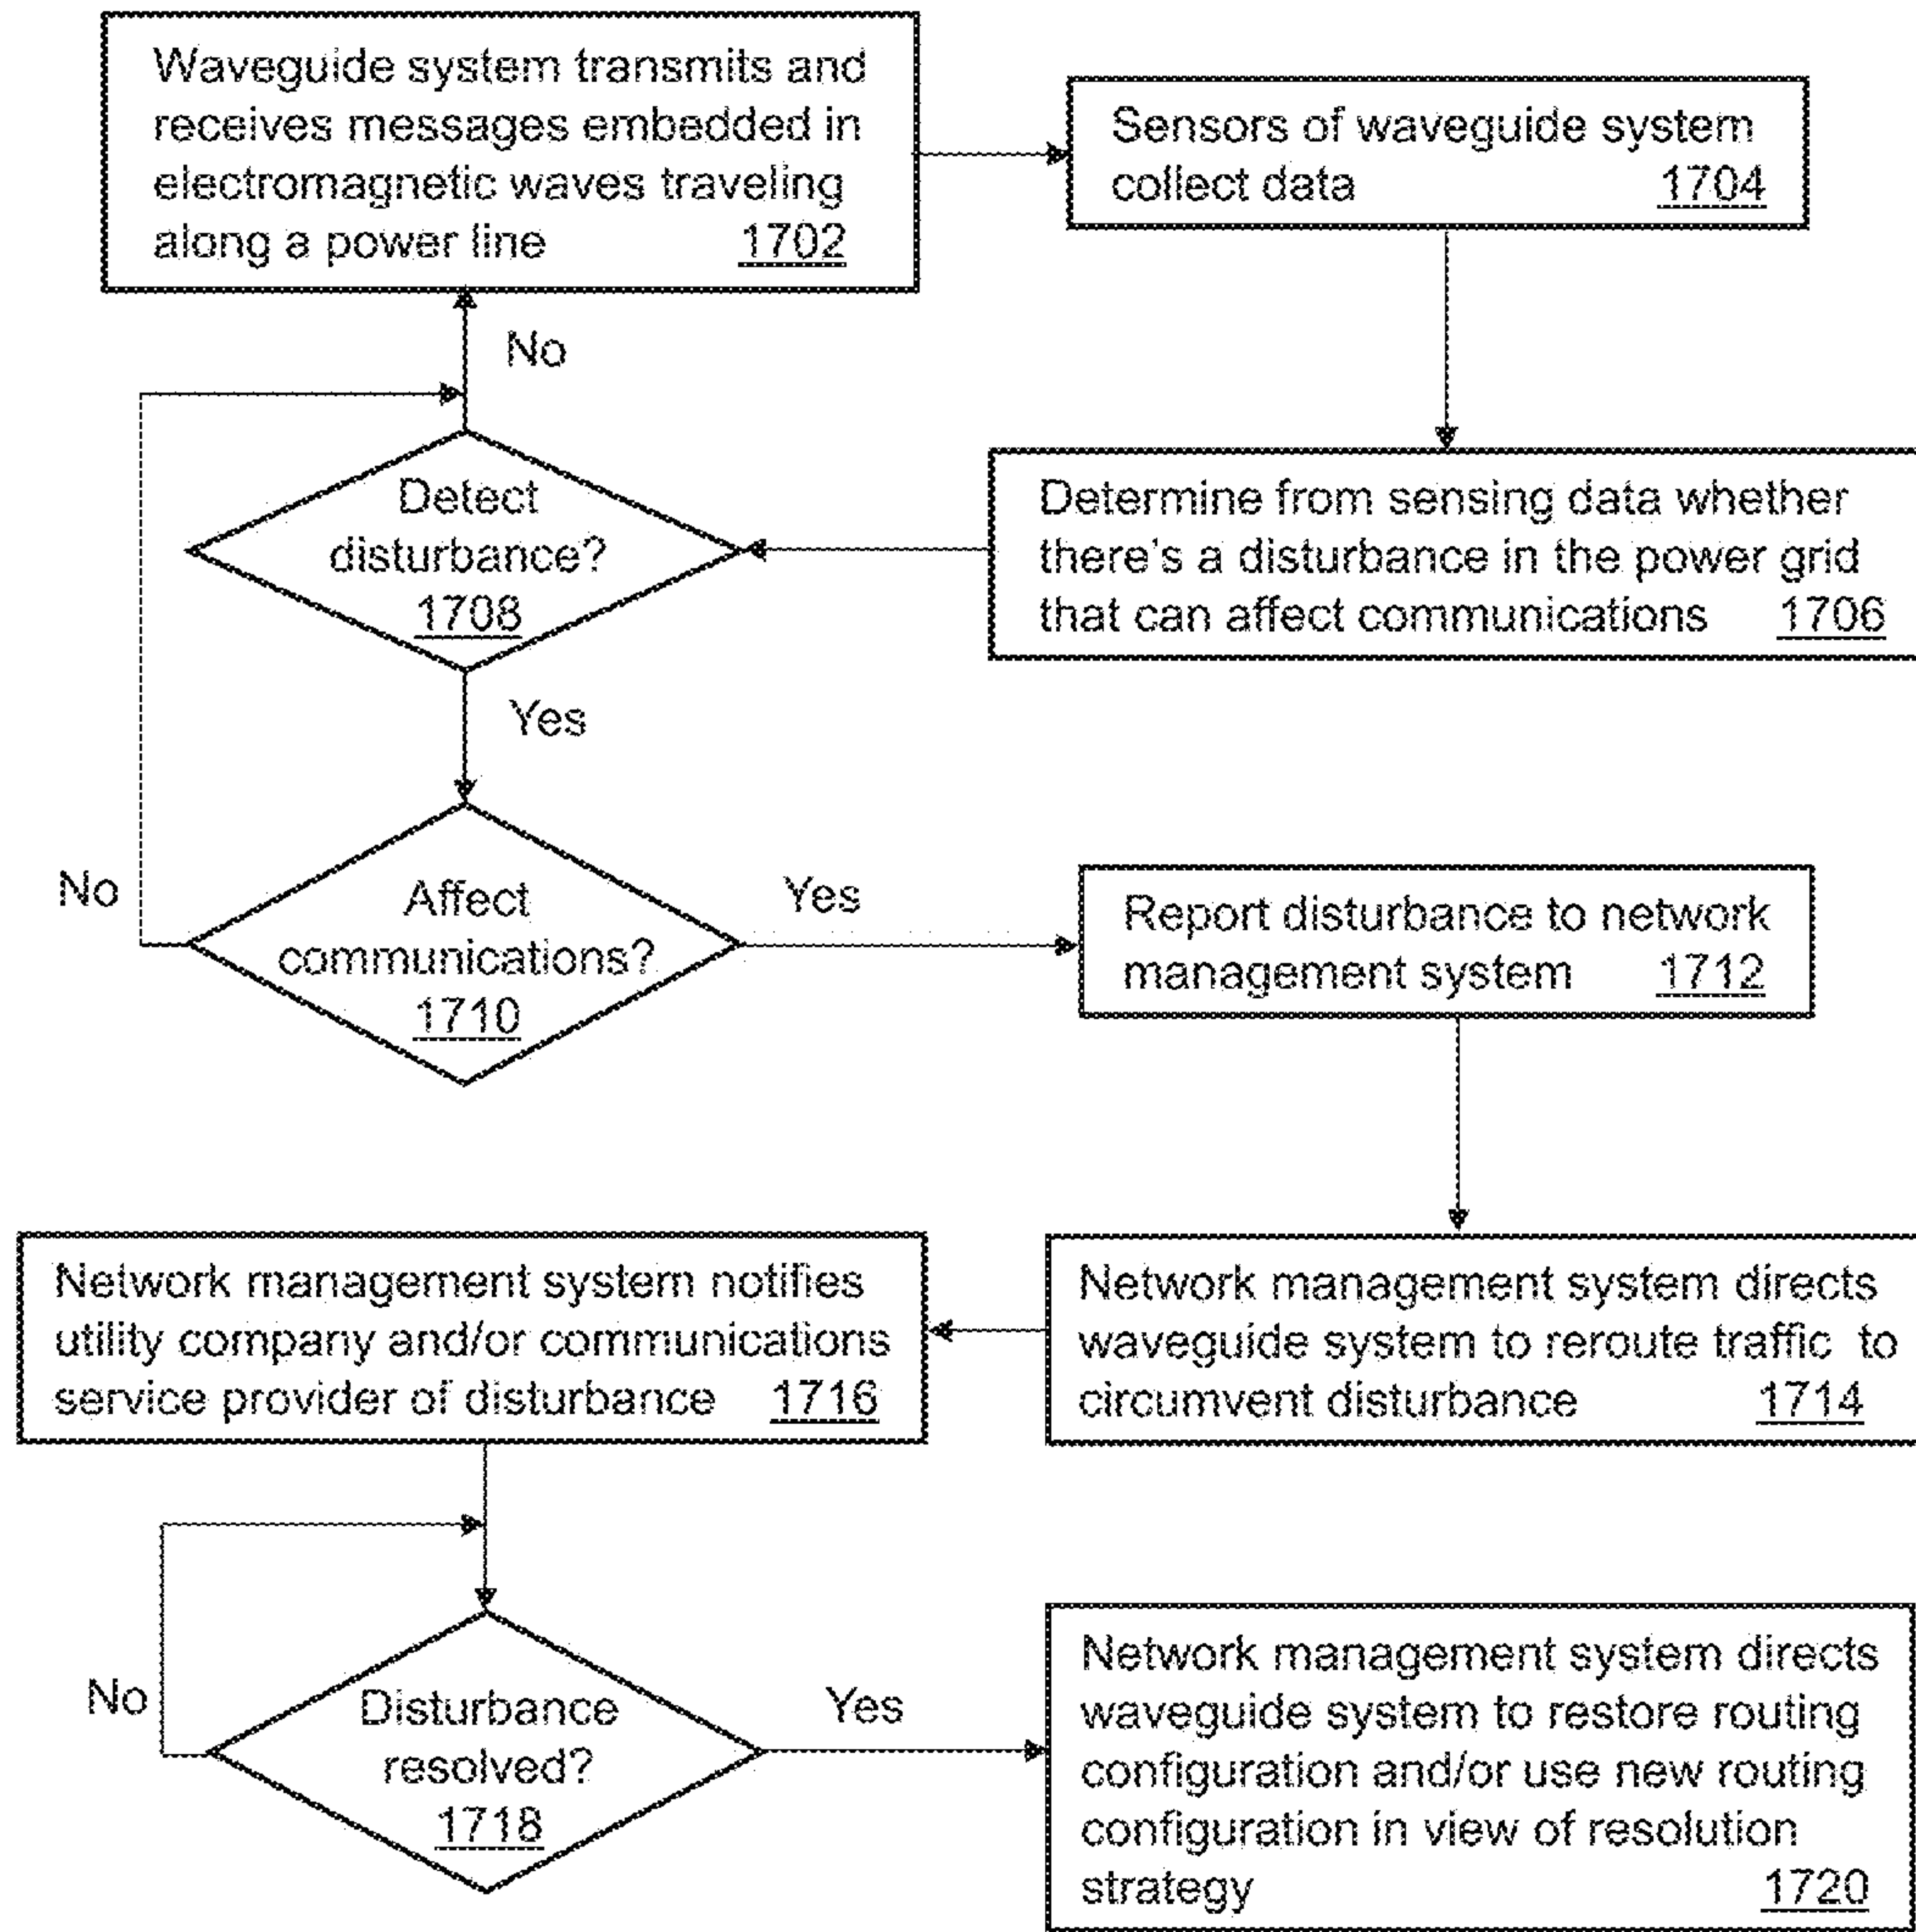 Waveguide system transmits and
receives messages embedded in
electromagnetic waves traveling
along a power line 1702
Sensors of waveguide system
collect data 1704
No
Detect
disturbance?
1708
Determine from sensing data whether
there's a disturbance in the power grid
that can affect communications 1706
Yes
No
Affect
communications?
1710
Yes
Report disturbance to network
management system 1712
Network management system notifies
utility company and/or communications
service provider of disturbance 1716
Network management system directs
waveguide system to reroute traffic to
circumvent disturbance 1714
No
Disturbance
resolved?
1718
Yes
Network management system directs
waveguide system to restore routing
configuration and/or use new routing
configuration in view of resolution
strategy 1720